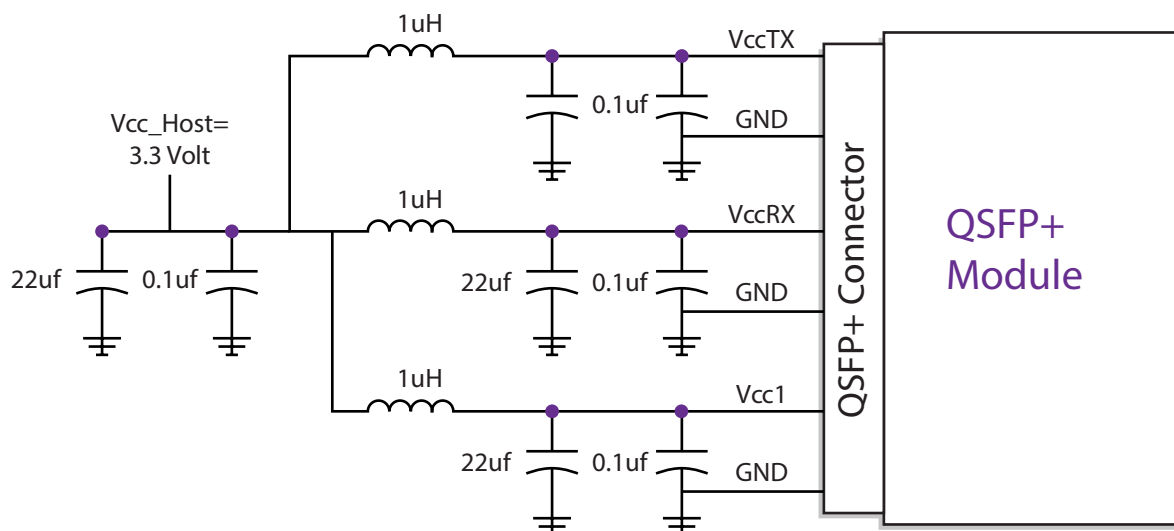 1uH
VccTX
0.1uf
GND
Vcc_Host=
3.3 Volt
1uH
VccRX
22uf
0.1uf
22uf
0.1uf
GND
1uH
Vcc1
22uf
0.1uf
GND
QSFP+ Connector
QSFP+
Module